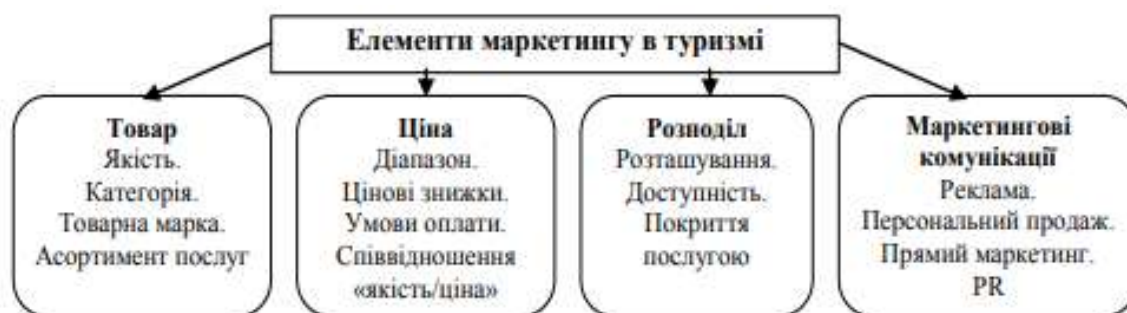 Елементи маркетингу в туризмі
Товар
Якість.
Категорія.
Товарна марка.
Асортимент послуг
Ціна
Діапазон.
Цінові знижки.
Умови оплати.
Співвідношення
«якість/ціна»
Розподіл
Розташування.
Доступність.
Покриття
послугою
Маркетингові
комунікації
Реклама.
Персональний продаж.
Прямий маркетинг.
PR